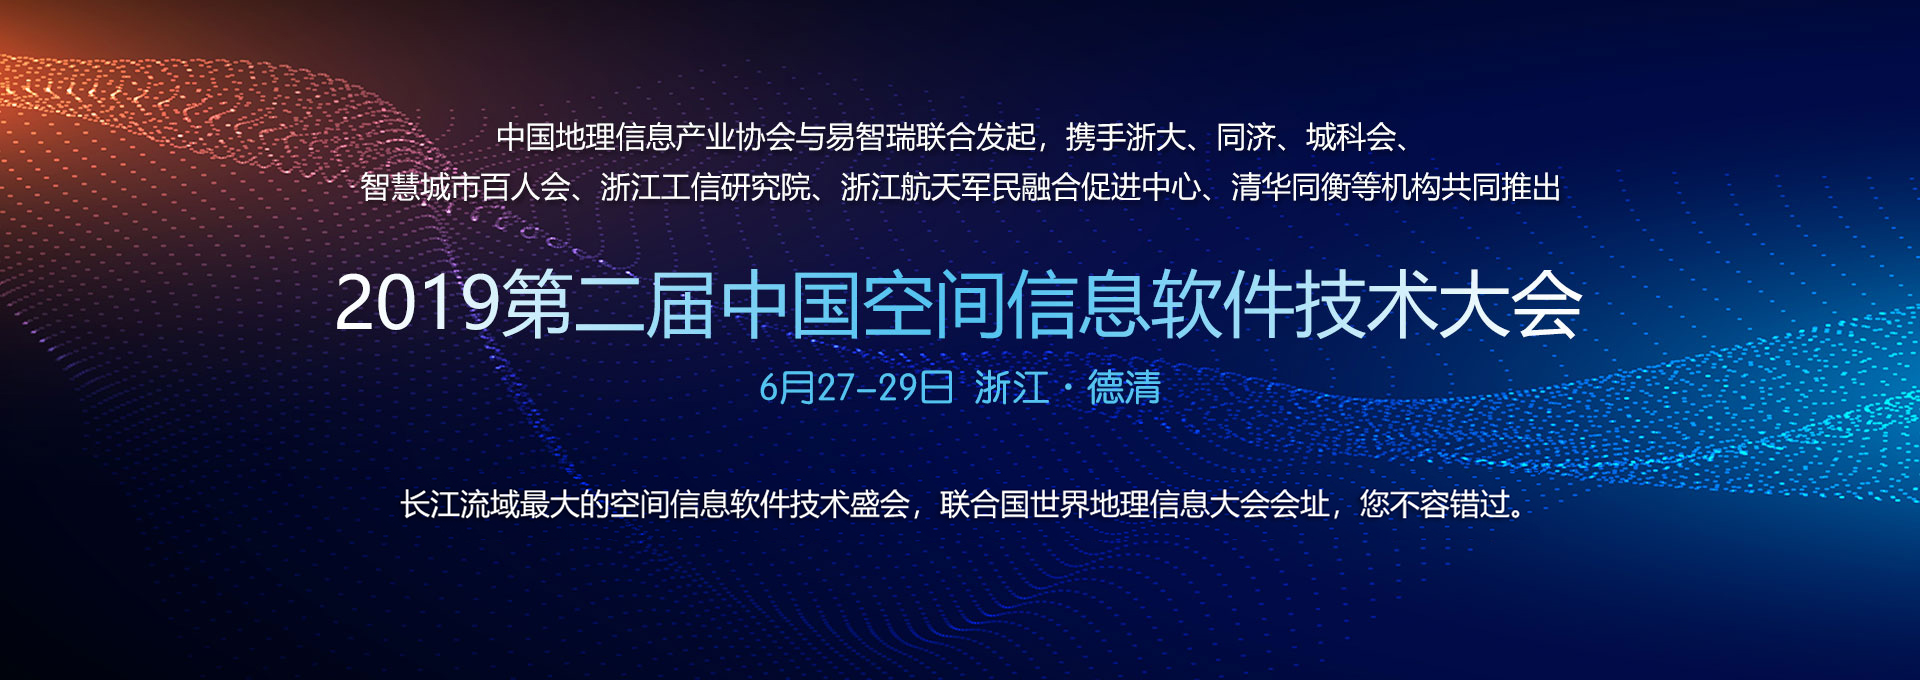 中国地理信息产业协会与易智瑞联合发起，携手浙大、同济、城科会、
智慧城市百人会、浙江工信研究院、浙江航天军民融合促进中心、清华同衡等机构共同推出
2019第二届中国空间信息软件技术大会
6月27-29日 浙江·德清
长江流域最大的空间信息软件技术盛会，联合国世界地理信息大会会址，您不容错过。